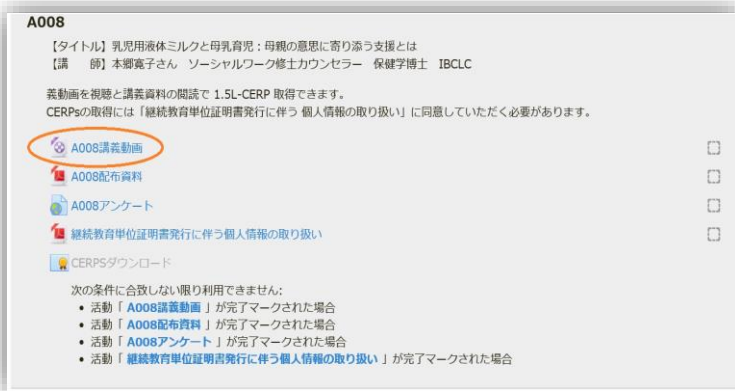 A008
【タイトル】乳児用液体ミルクと母乳育児：母親の意思に寄り添う支援とは
【講　師】本郷寛子さん　ソーシャルワーク修士カウンセラー　保健学博士　IBCLC
義動画を視聴と講義資料の閲読で 1.5L-CERP 取得できます。
CERPsの取得には「継続教育単位証明書発行に伴う 個人情報の取り扱い」に同意していただく必要があります。
A008講義動画
A008配布資料
A008アンケート
継続教育単位証明書発行に伴う個人情報の取り扱い
CERPSダウンロード
次の条件に合致しない限り利用できません:
• 活動「 A008講義動画 」が完了マークされた場合
• 活動「 A008配布資料 」が完了マークされた場合
• 活動「 A008アンケート 」が完了マークされた場合
• 活動「 継続教育単位証明書発行に伴う個人情報の取り扱い 」が完了マークされた場合